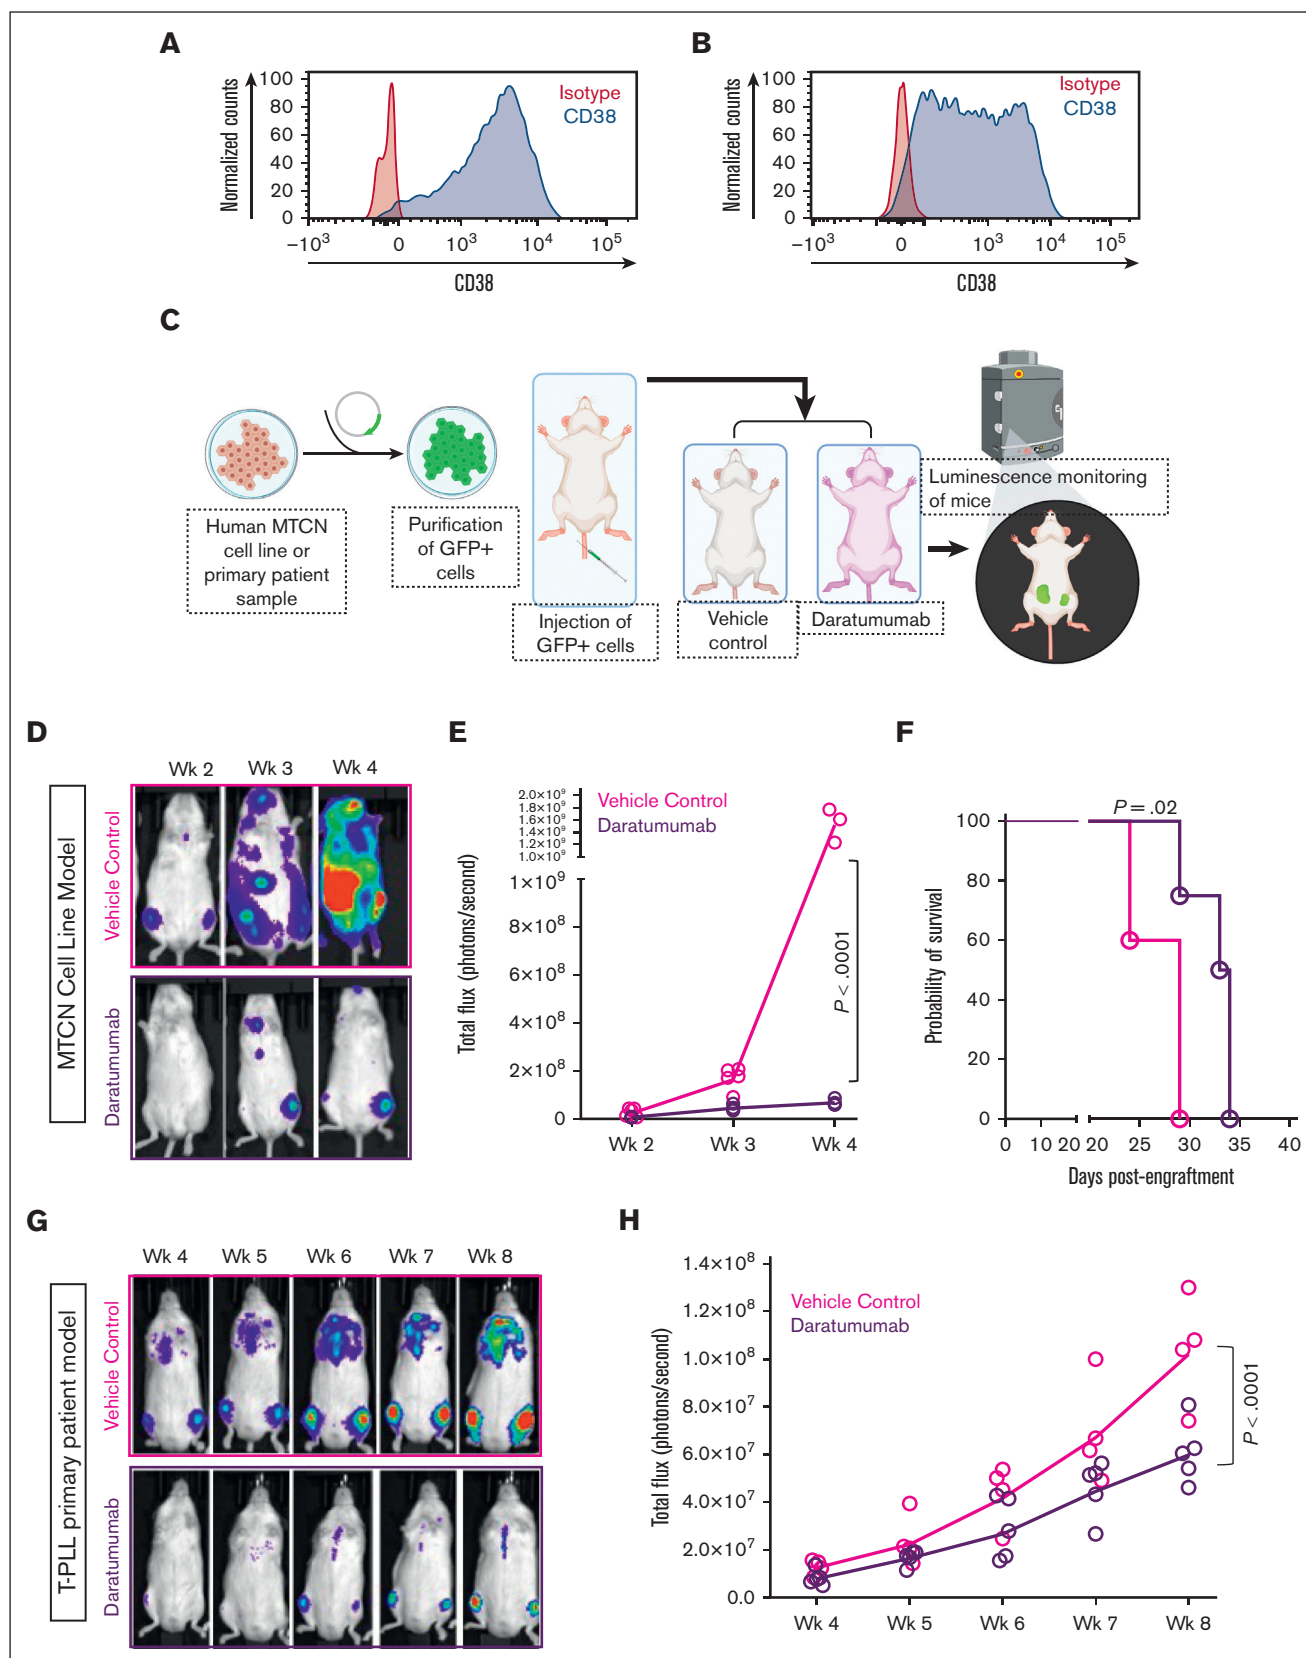 A
Normalized counts
100
80
60
40
20
0
Isotype
CD38
−10³ 0 10³ 10⁴ 10⁵
CD38
B
Normalized counts
100
80
60
40
20
0
Isotype
CD38
−10³ 0 10³ 10⁴ 10⁵
CD38
C
Human MTCN
cell line or
primary patient
sample
Purification
of GFP+
cells
Injection of
GFP+ cells
Vehicle
control
Daratumumab
Luminescence monitoring
of mice
D
MTCN Cell Line Model
Vehicle Control
Daratumumab
Wk 2 Wk 3 Wk 4
E
Total flux (photons/second)
2.0×10⁹
1.8×10⁹
1.6×10⁹
1.4×10⁹
1.2×10⁹
1.0×10⁹
1×10⁹
8×10⁸
6×10⁸
4×10⁸
2×10⁸
0
Vehicle Control
Daratumumab
P < .0001
Wk 2 Wk 3 Wk 4
F
Probability of survival
100
80
60
40
20
0
P = .02
0 10 20 20 25 30 35 40
Days post-engraftment
G
T-PLL primary patient model
Vehicle Control
Daratumumab
Wk 4 Wk 5 Wk 6 Wk 7 Wk 8
H
Total flux (photons/second)
1.4×10⁸
1.2×10⁸
1.0×10⁸
8.0×10⁷
6.0×10⁷
4.0×10⁷
2.0×10⁷
0.0
Vehicle Control
Daratumumab
P < .0001
Wk 4 Wk 5 Wk 6 Wk 7 Wk 8